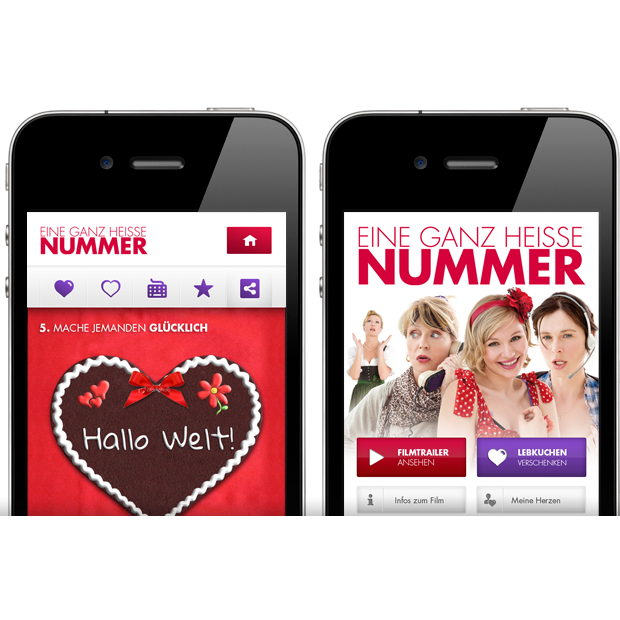 EINE GANZ HEISSE
NUMMER
5. MACHE JEMANDEN GLÜCKLICH
Hallo Welt!
EINE GANZ HEISSE
NUMMER
FILMTRAILER
ANSEHEN
LEBKUCHEN
VERSCHENKEN
Infos zum Film
Meine Herzen